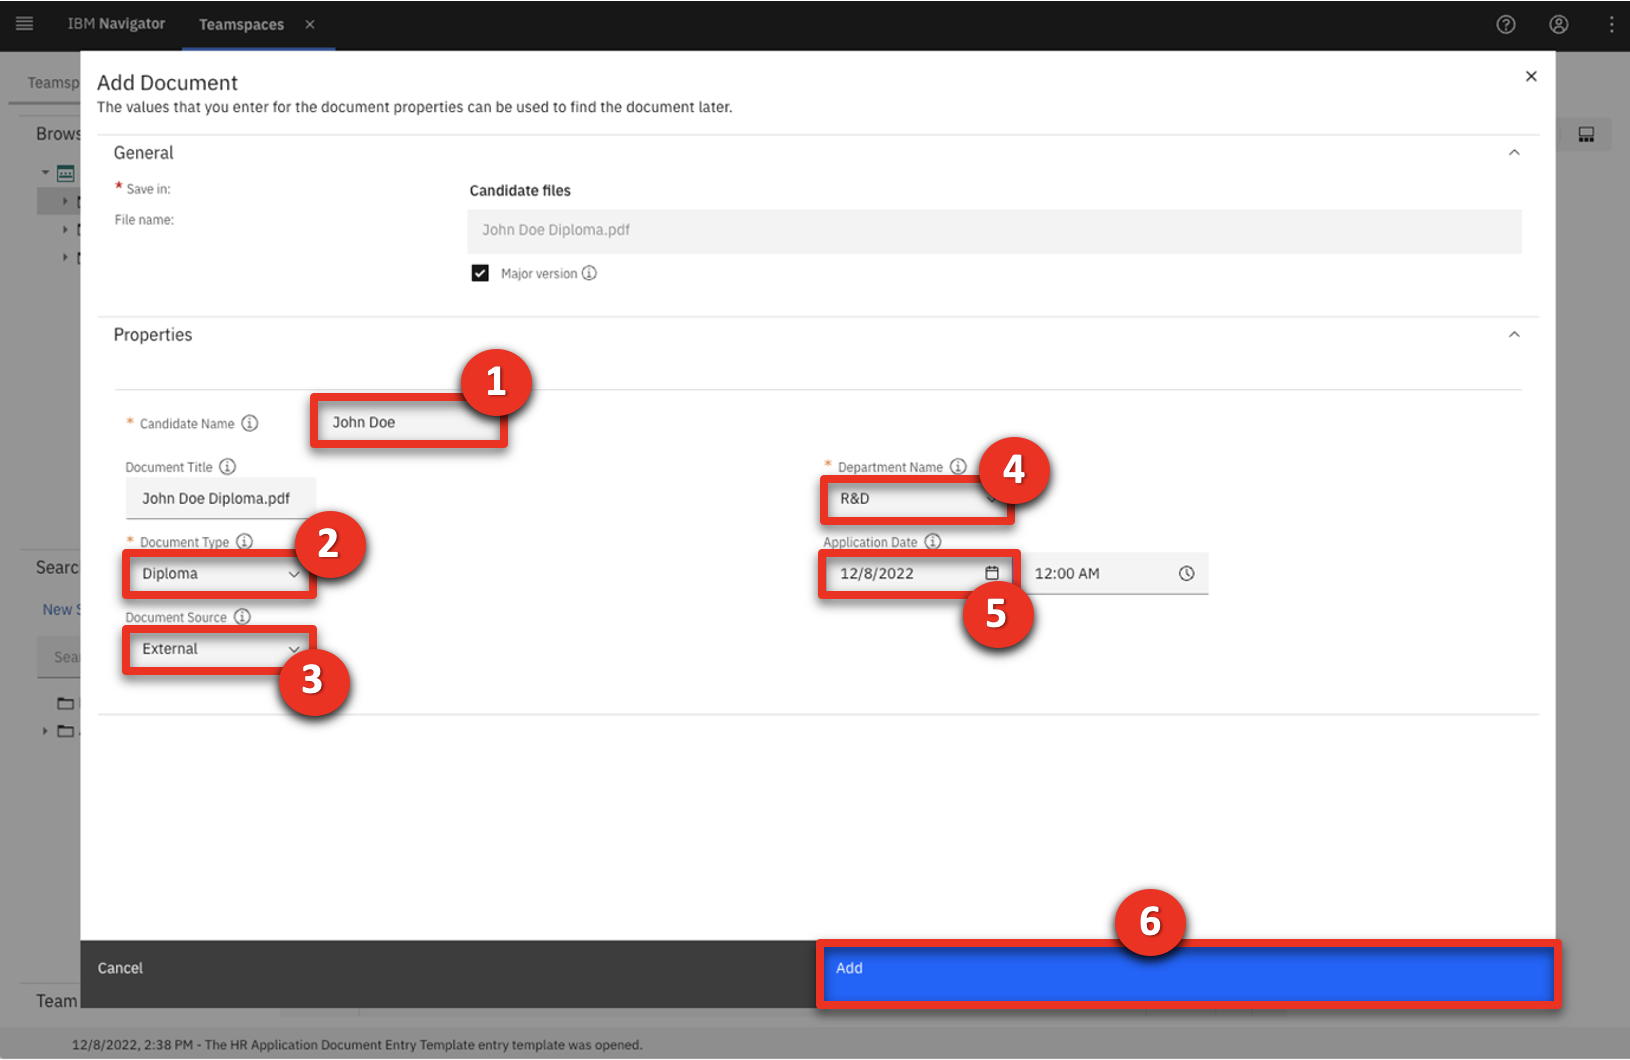 IBM Navigator
Teamspaces
Teamsp
Add Document
The values that you enter for the document properties can be used to find the document later.
Brows
General
* Save in:
Candidate files
File name:
John Doe Diploma.pdf
Major version
Properties
1
* Candidate Name
John Doe
Document Title
* Department Name
4
John Doe Diploma.pdf
R&D
* Document Type
2
Application Date
Diploma
12/8/2022
12:00 AM
Searc
5
New S
Document Source
External
Sea
3
6
Cancel
Add
Team
12/8/2022, 2:38 PM - The HR Application Document Entry Template entry template was opened.